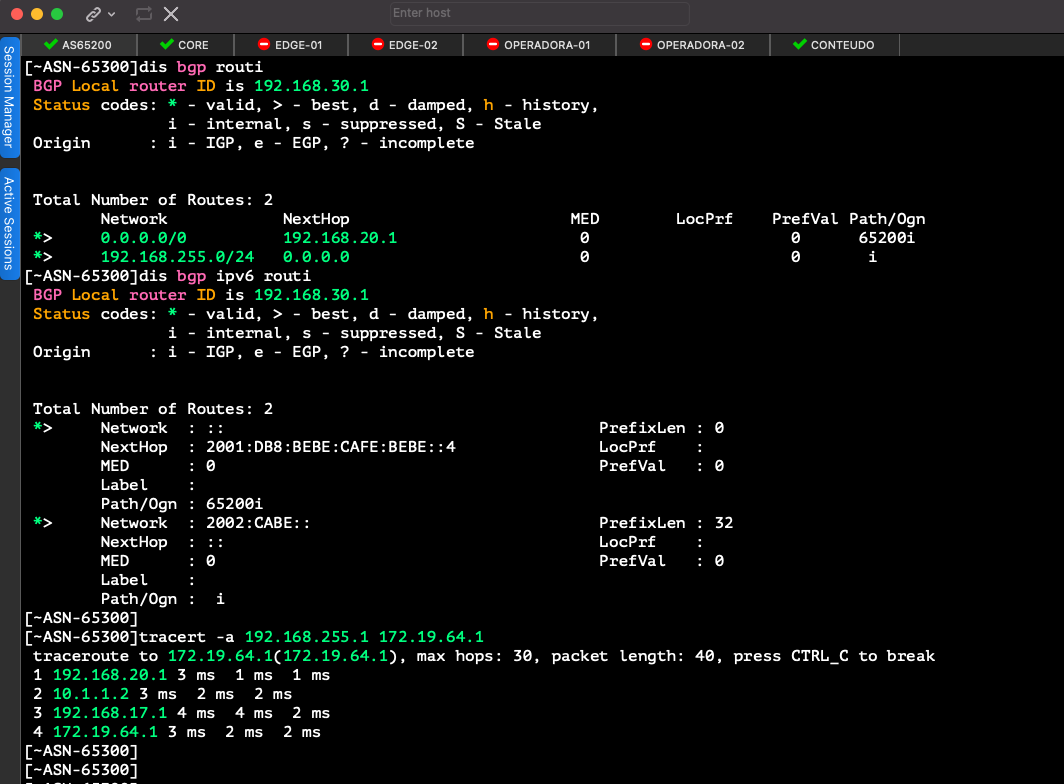 Enter host
AS65200 CORE EDGE-01 EDGE-02 OPERADORA-01 OPERADORA-02 CONTEUDO
Session Manager
Active Sessions
[~ASN-65300]dis bgp routi
BGP Local router ID is 192.168.30.1
Status codes: * - valid, > - best, d - damped, h - history,
i - internal, s - suppressed, S - Stale
Origin : i - IGP, e - EGP, ? - incomplete
Total Number of Routes: 2
Network NextHop MED LocPrf PrefVal Path/Ogn
*> 0.0.0.0/0 192.168.20.1 0 0 65200i
*> 192.168.255.0/24 0.0.0.0 0 0 i
[~ASN-65300]dis bgp ipv6 routi
BGP Local router ID is 192.168.30.1
Status codes: * - valid, > - best, d - damped, h - history,
i - internal, s - suppressed, S - Stale
Origin : i - IGP, e - EGP, ? - incomplete
Total Number of Routes: 2
*> Network : :: PrefixLen : 0
NextHop : 2001:DB8:BEBE:CAFE:BEBE::4 LocPrf :
MED : 0 PrefVal : 0
Label :
Path/Ogn : 65200i
*> Network : 2002:CABE:: PrefixLen : 32
NextHop : :: LocPrf :
MED : 0 PrefVal : 0
Label :
Path/Ogn : i
[~ASN-65300]
[~ASN-65300]tracert -a 192.168.255.1 172.19.64.1
traceroute to 172.19.64.1(172.19.64.1), max hops: 30, packet length: 40, press CTRL_C to break
1 192.168.20.1 3 ms 1 ms 1 ms
2 10.1.1.2 3 ms 2 ms 2 ms
3 192.168.17.1 4 ms 4 ms 2 ms
4 172.19.64.1 3 ms 2 ms 2 ms
[~ASN-65300]
[~ASN-65300]